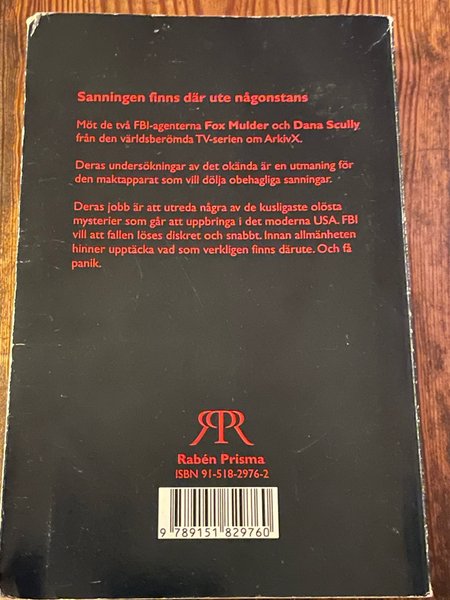 Sanningen finns där ute någonstans
Möt de två FBI-agenterna Fox Mulder och Dana Scully
från den världsberömda TV-serien om ArkivX.
Deras undersökningar av det okända är en utmaning för
den maktapparat som vill dölja obehagliga sanningar.
Deras jobb är att utreda några av de kusligaste olösta
mysterier som går att uppbringa i det moderna USA. FBI
vill att fallen löses diskret och snabbt. Innan allmänheten
hinner upptäcka vad som verkligen finns därute. Och få
panik.
RPR
Rabén Prisma
ISBN 91-518-2976-2
9 789151 829760